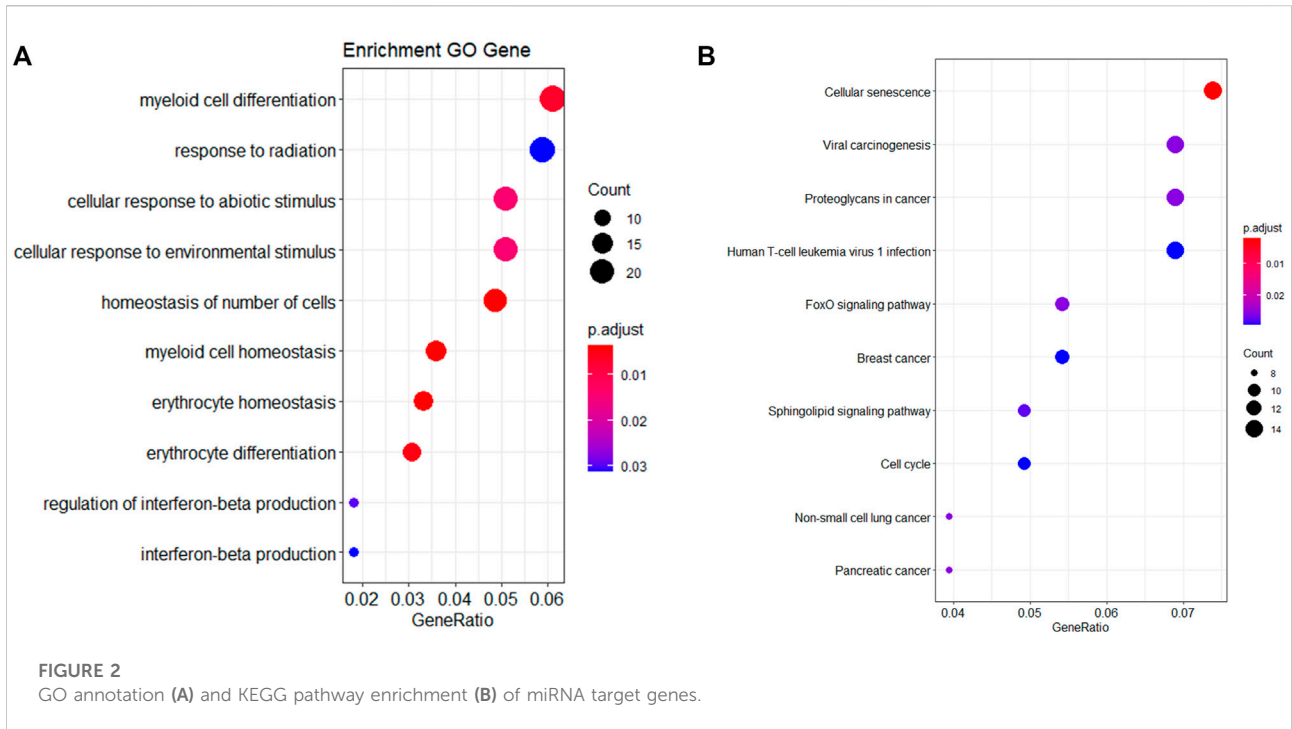 A
Enrichment GO Gene
myeloid cell differentiation
response to radiation
cellular response to abiotic stimulus
cellular response to environmental stimulus
homeostasis of number of cells
myeloid cell homeostasis
erythrocyte homeostasis
erythrocyte differentiation
regulation of interferon-beta production
interferon-beta production
0.02 0.03 0.04 0.05 0.06
GeneRatio
Count
10
15
20
p.adjust
0.01
0.02
0.03
B
Cellular senescence
Viral carcinogenesis
Proteoglycans in cancer
Human T-cell leukemia virus 1 infection
FoxO signaling pathway
Breast cancer
Sphingolipid signaling pathway
Cell cycle
Non-small cell lung cancer
Pancreatic cancer
0.04 0.05 0.06 0.07
GeneRatio
p.adjust
0.01
0.02
Count
8
10
12
14
FIGURE 2
GO annotation (A) and KEGG pathway enrichment (B) of miRNA target genes.